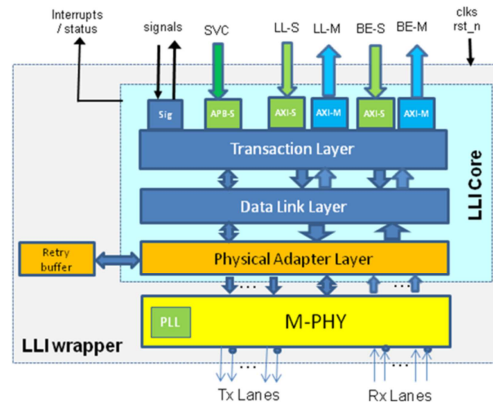 Interrupts
/ status
signals
SVC
LL-S
LL-M
BE-S
BE-M
clks
rst_n
Sig
APB-S
AXI-S
AXI-M
AXI-S
AXI-M
Transaction Layer
LLI Core
Data Link Layer
Retry
buffer
Physical Adapter Layer
...
...
PLL
M-PHY
LLI wrapper
...
...
Tx Lanes
Rx Lanes